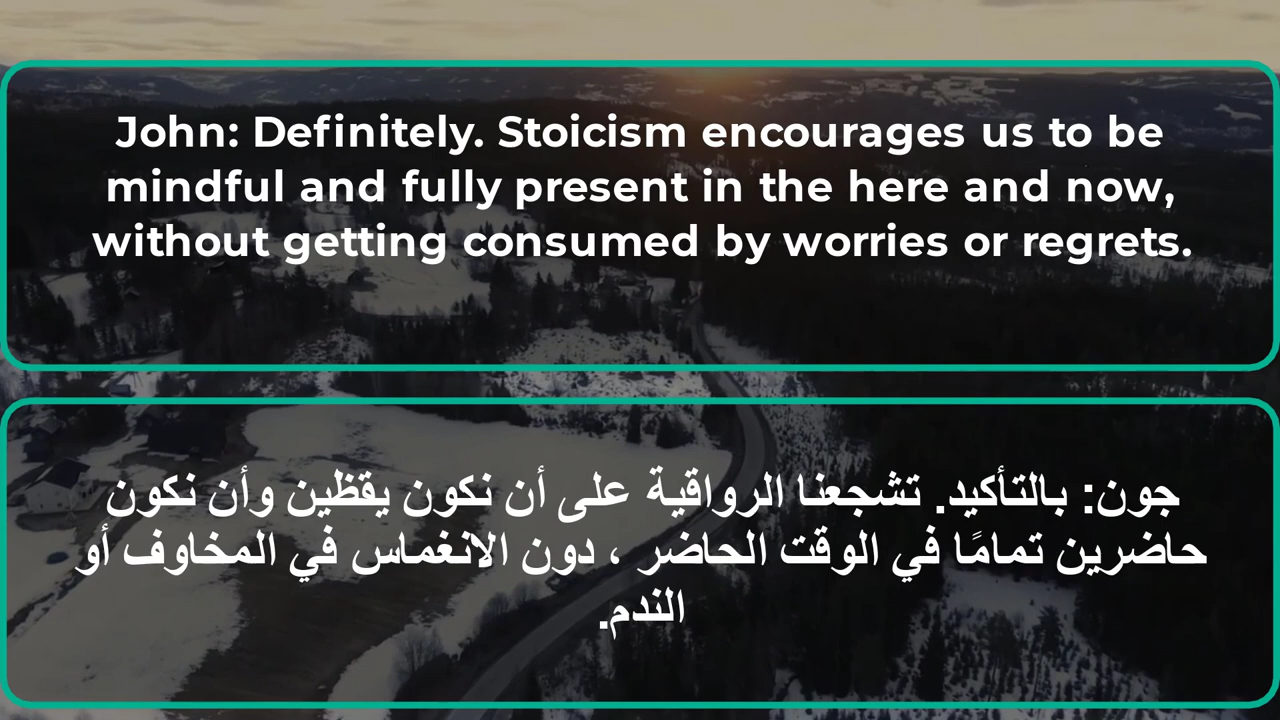 John: Definitely. Stoicism encourages us to be
mindful and fully present in the here and now,
without getting consumed by worries or regrets.
جون: بالتأكيد. تشجعنا الرواقية على أن نكون يقظين وأن نكون
حاضرين تمامًا في الوقت الحاضر ، دون الانغماس في المخاوف أو
الندم.